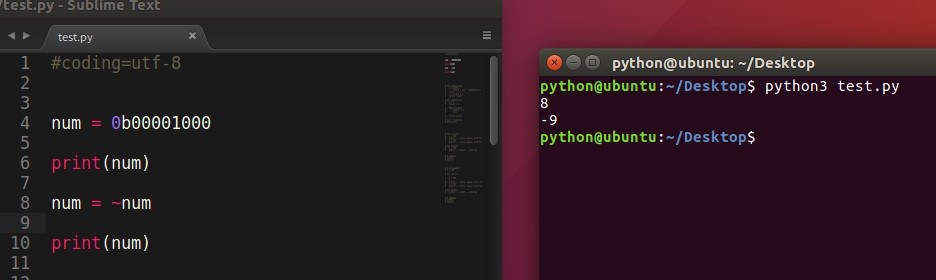 /test.py - Sublime Text
test.py
1 #coding=utf-8
2
3
4 num = 0b00001000
5
6 print(num)
7
8 num = ~num
9
10 print(num)
11
12
python@ubuntu: ~/Desktop
python@ubuntu:~/Desktop$ python3 test.py
8
-9
python@ubuntu:~/Desktop$